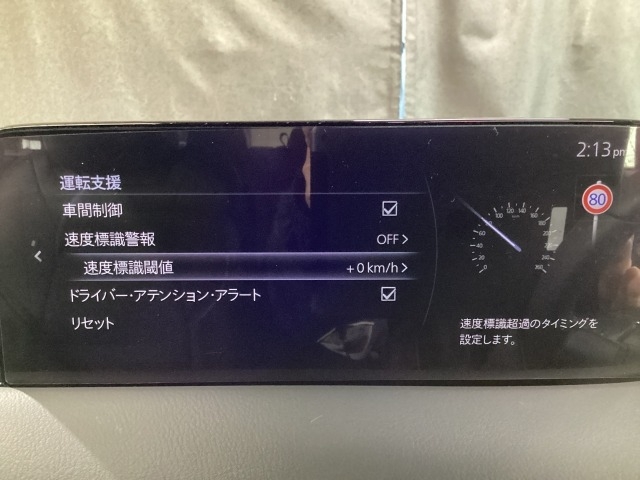 2:13 pm
運転支援
車間制御
速度標識警報 OFF
速度標識閾値 +0 km/h
ドライバー・アテンション・アラート
リセット
80
速度標識超過のタイミングを
設定します。